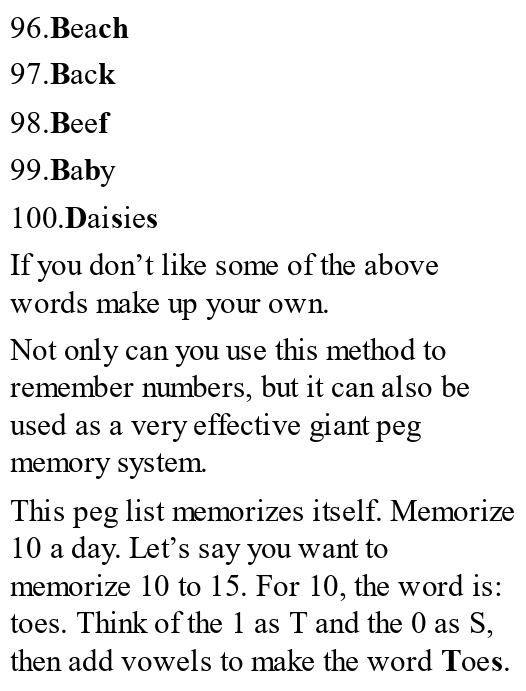 96.Beach
97.Back
98.Beef
99.Baby
100.Daisies
If you don’t like some of the above
words make up your own.
Not only can you use this method to
remember numbers, but it can also be
used as a very effective giant peg
memory system.
This peg list memorizes itself. Memorize
10 a day. Let’s say you want to
memorize 10 to 15. For 10, the word is:
toes. Think of the 1 as T and the 0 as S,
then add vowels to make the word Toes.